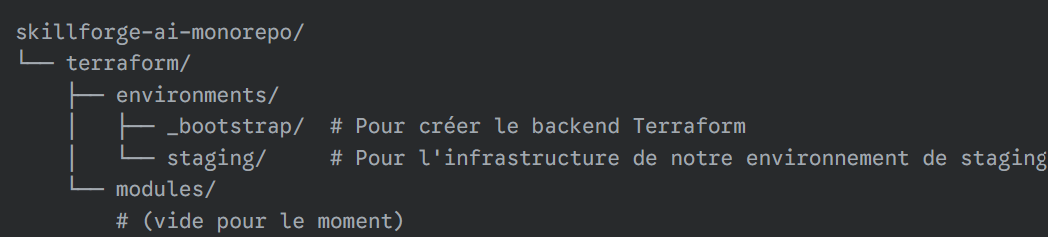 skillforge-ai-monorepo/
└── terraform/
    ├── environments/
    │   ├── _bootstrap/  # Pour créer le backend Terraform
    │   └── staging/     # Pour l'infrastructure de notre environnement de staging
    └── modules/
        # (vide pour le moment)